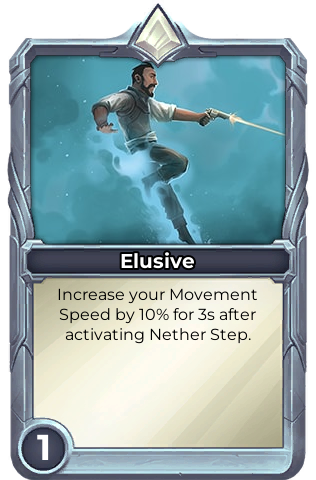 Elusive
Increase your Movement
Speed by 10% for 3s after
activating Nether Step.
1